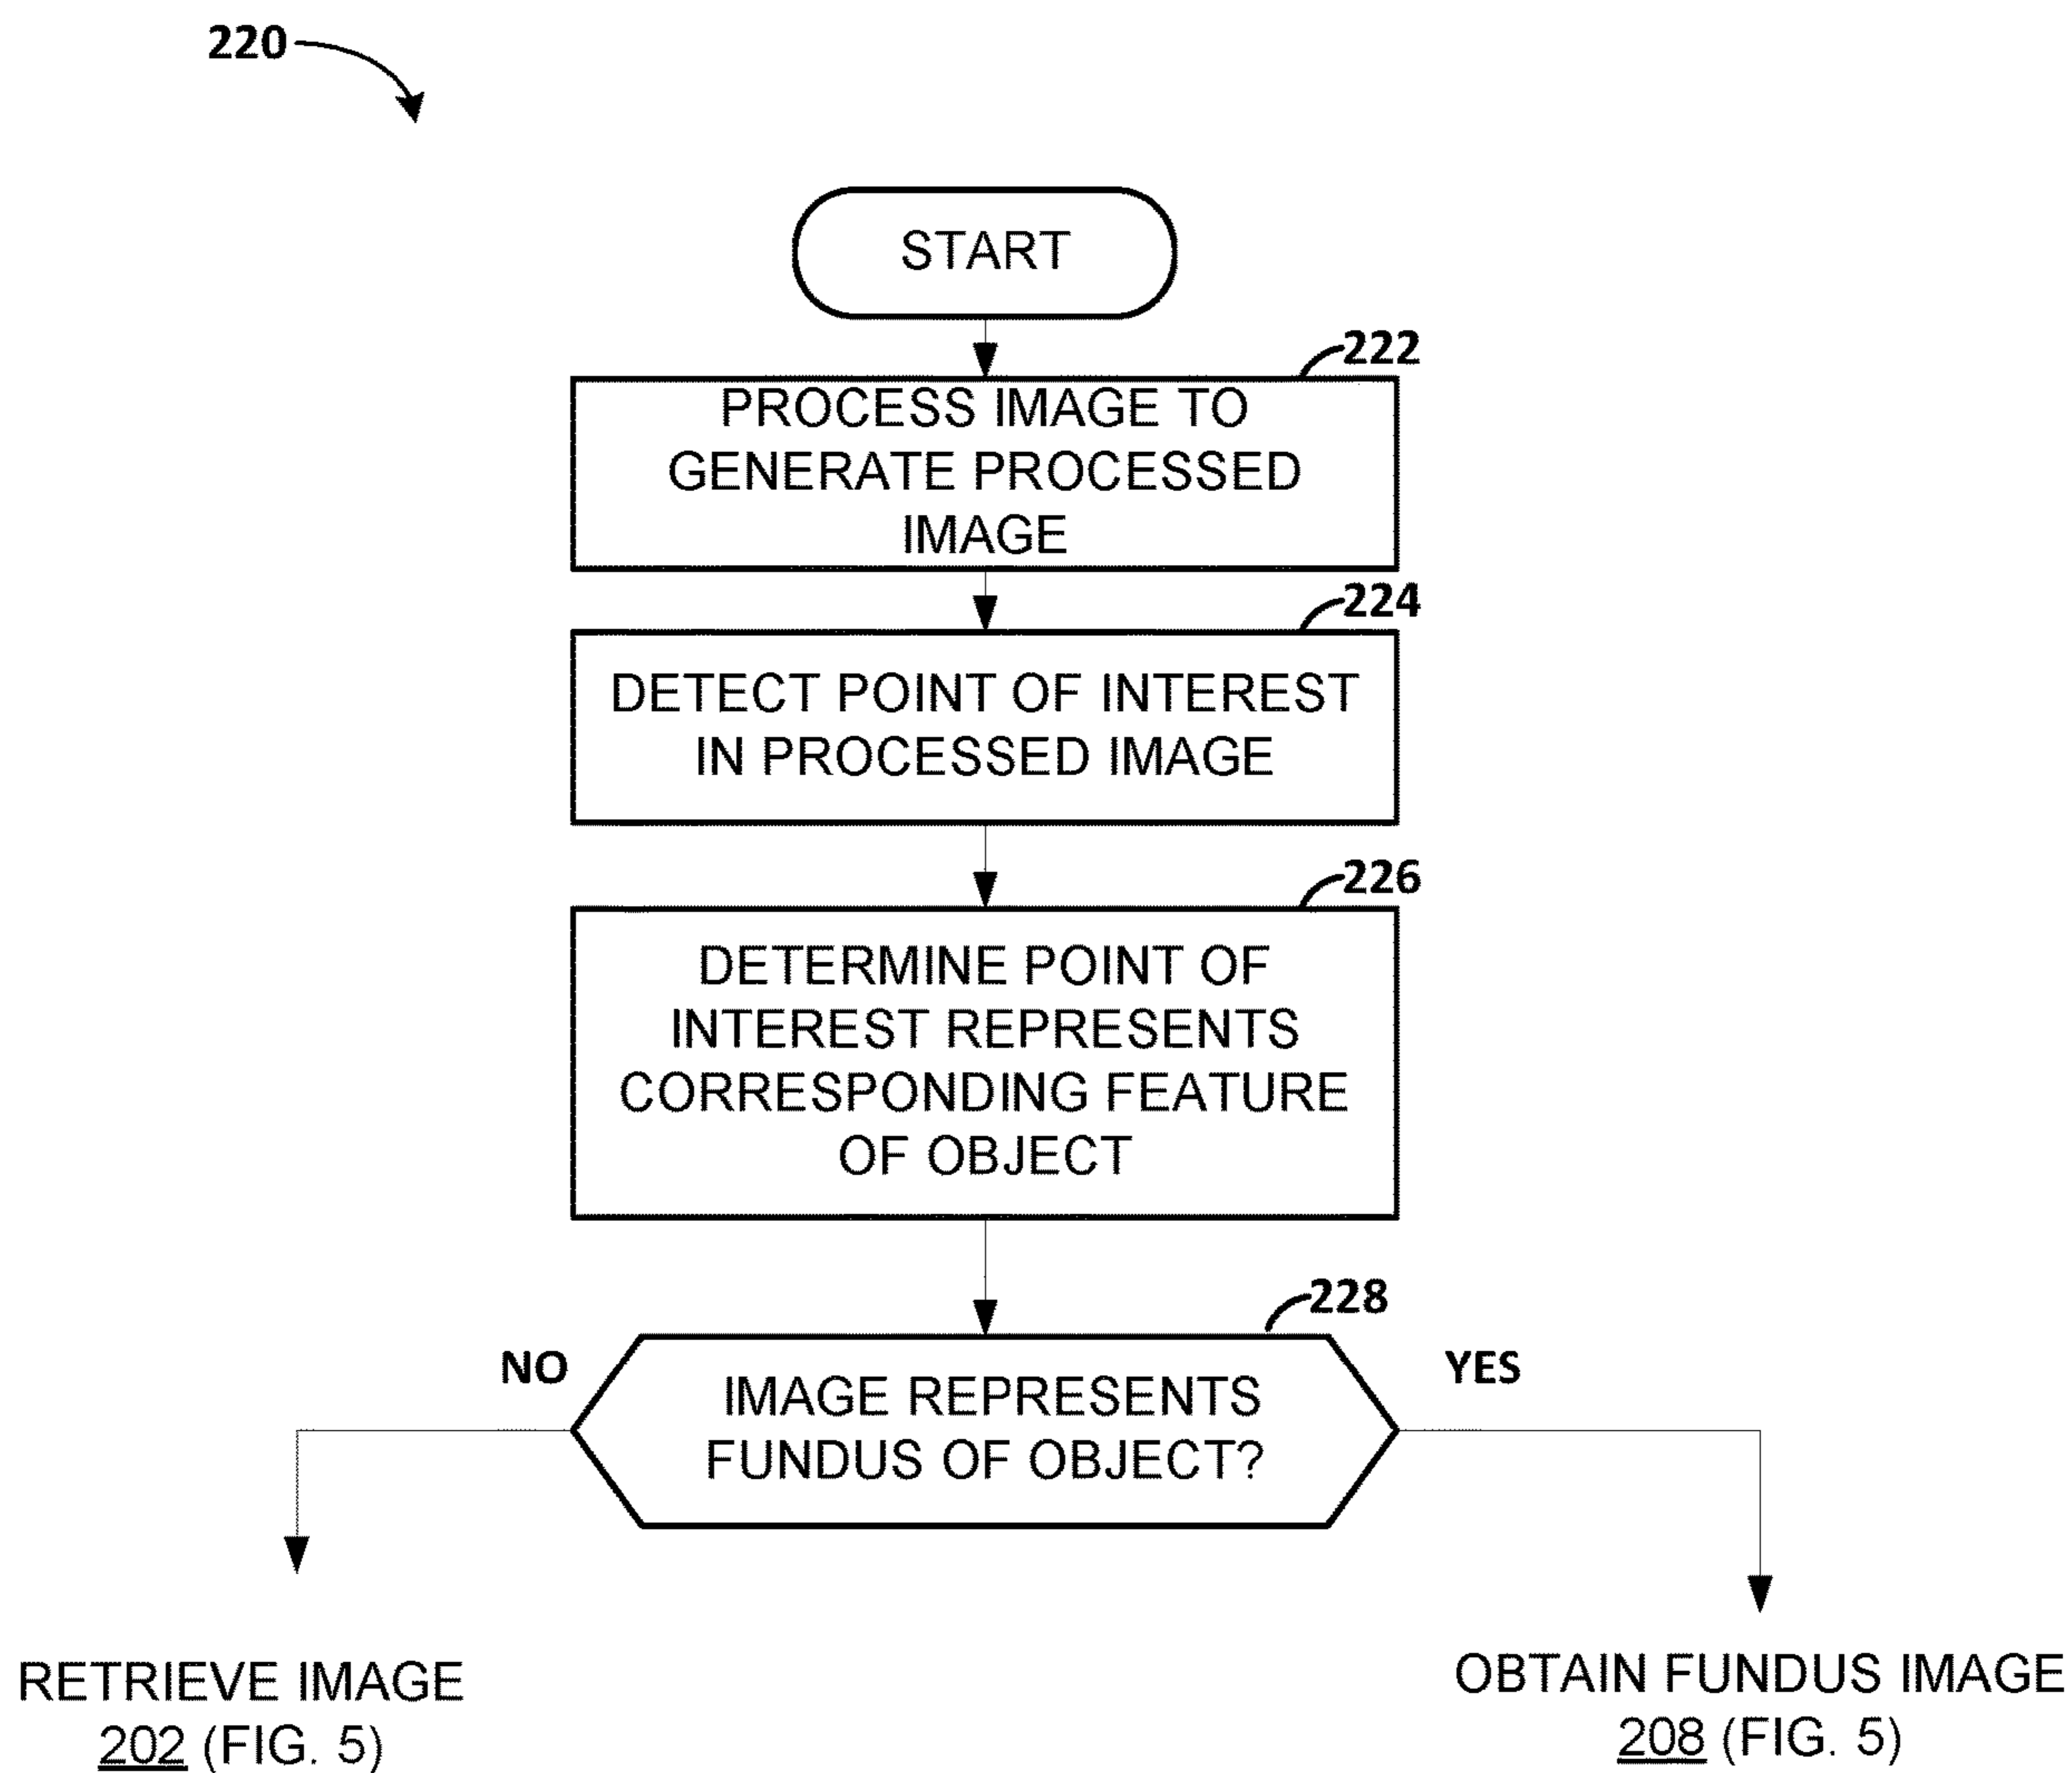 220
START
222
PROCESS IMAGE TO
GENERATE PROCESSED
IMAGE
224
DETECT POINT OF INTEREST
IN PROCESSED IMAGE
226
DETERMINE POINT OF
INTEREST REPRESENTS
CORRESPONDING FEATURE
OF OBJECT
228
NO
YES
IMAGE REPRESENTS
FUNDUS OF OBJECT?
RETRIEVE IMAGE
202 (FIG. 5)
OBTAIN FUNDUS IMAGE
208 (FIG. 5)